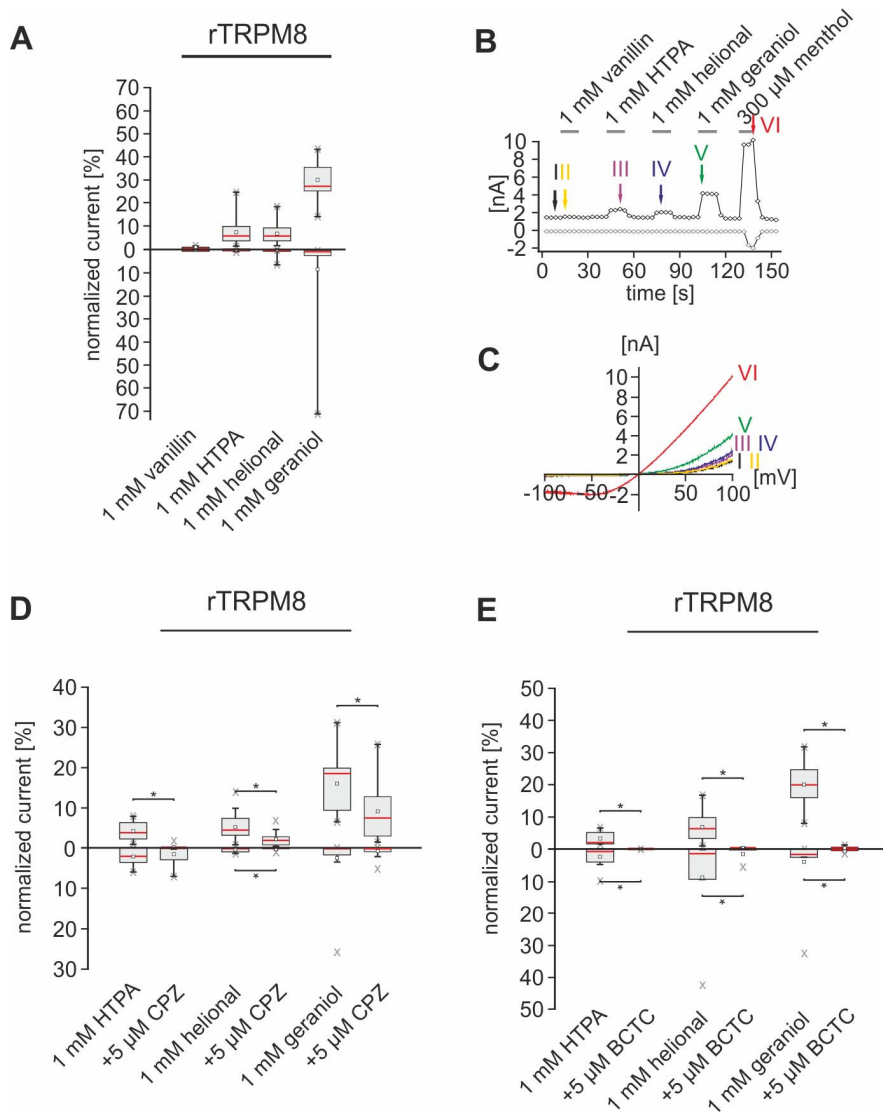 A
rTRPM8
normalized current [%]
70
60
50
40
30
20
10
0
10
20
30
40
50
60
70
1 mM vanillin
1 mM HTPA
1 mM helional
1 mM geraniol
B
1 mM vanillin
1 mM HTPA
1 mM helional
1 mM geraniol
300 µM menthol
I
II
III
IV
V
VI
[nA]
10
8
6
4
2
0
-2
0 30 60 90 120 150
time [s]
C
[nA]
10
8
6
4
2
-2
VI
V
III IV
I II
-100 -50 50 100
[mV]
D
rTRPM8
normalized current [%]
40
30
20
10
0
10
20
30
*
*
*
*
1 mM HTPA
+5 µM CPZ
1 mM helional
+5 µM CPZ
1 mM geraniol
+5 µM CPZ
E
rTRPM8
normalized current [%]
50
40
30
20
10
0
10
20
30
40
50
*
*
*
*
*
*
1 mM HTPA
+5 µM BCTC
1 mM helional
+5 µM BCTC
1 mM geraniol
+5 µM BCTC